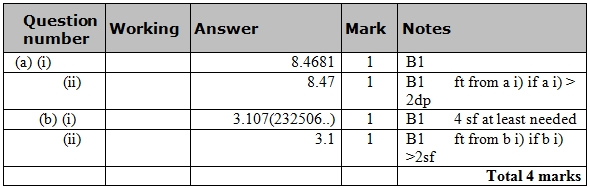 Question number Working Answer Mark Notes
(a) (i) 8.4681 1 B1
(ii) 8.47 1 B1 ft from a i) if a i) >
2dp
(b) (i) 3.107(232506..) 1 B1 4 sf at least needed
(ii) 3.1 1 B1 ft from b i) if b i)
>2sf
Total 4 marks